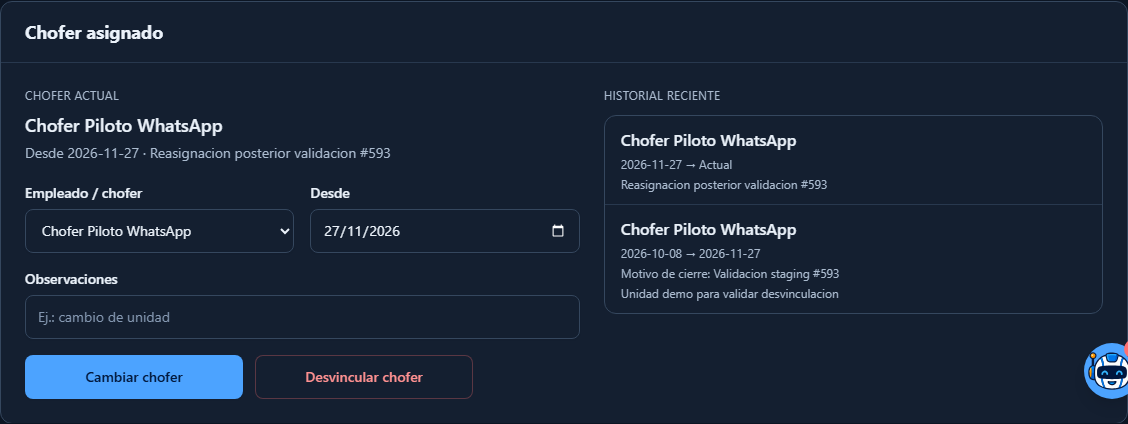 Chofer asignado
CHOFER ACTUAL
Chofer Piloto WhatsApp
Desde 2026-11-27 · Reasignacion posterior validacion #593
Empleado / chofer
Desde
Chofer Piloto WhatsApp
27/11/2026
Observaciones
Ej.: cambio de unidad
Cambiar chofer
Desvincular chofer
HISTORIAL RECIENTE
Chofer Piloto WhatsApp
2026-11-27 → Actual
Reasignacion posterior validacion #593
Chofer Piloto WhatsApp
2026-10-08 → 2026-11-27
Motivo de cierre: Validacion staging #593
Unidad demo para validar desvinculacion